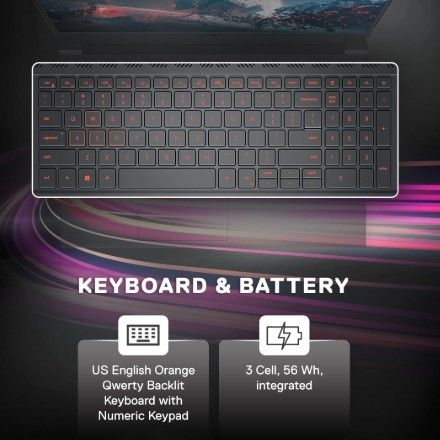 KEYBOARD & BATTERY
US English Orange
Qwerty Backlit
Keyboard with
Numeric Keypad
3 Cell, 56 Wh,
integrated